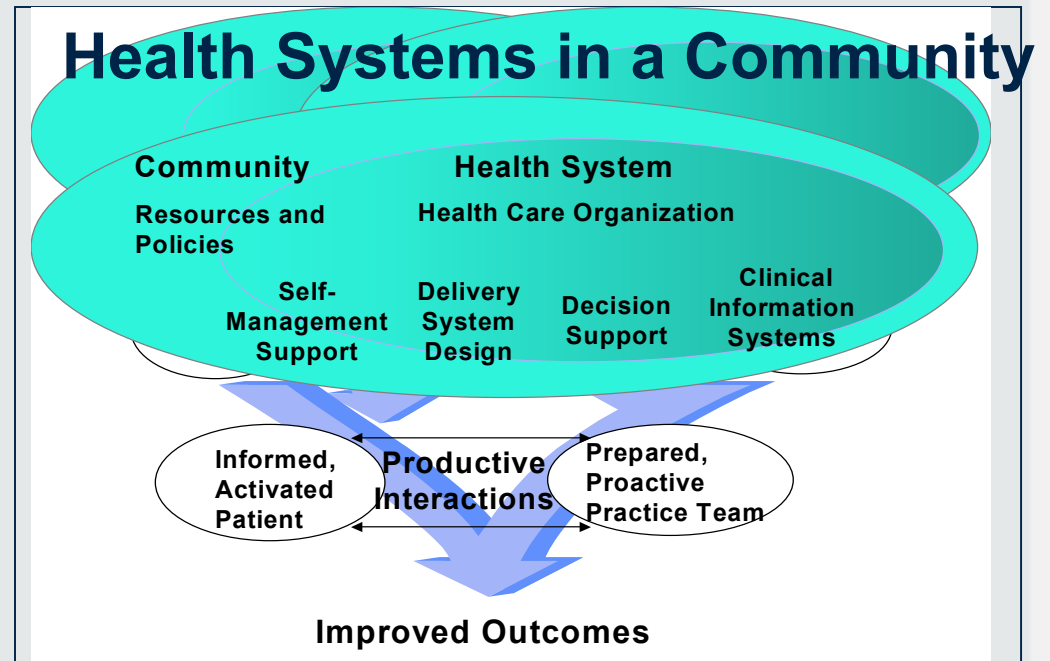 Health Systems in a Community
Community
Health System
Resources and
Policies
Health Care Organization
Self-
Management
Support
Delivery
System
Design
Decision
Support
Clinical
Information
Systems
Informed,
Activated
Patient
Productive
Interactions
Prepared,
Proactive
Practice Team
Improved Outcomes